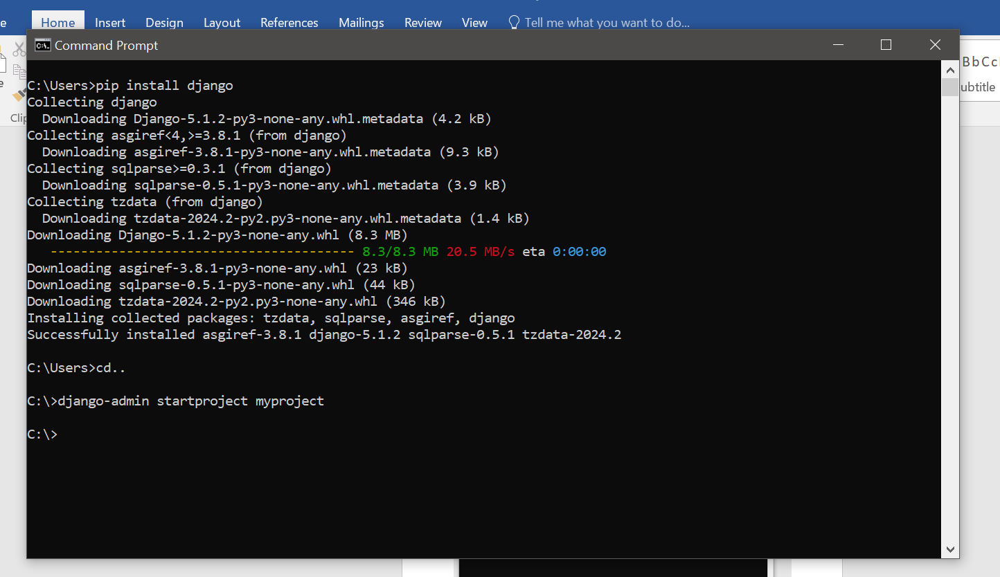 Home Insert Design Layout References Mailings Review View Tell me what you want to do...
Command Prompt
C:\Users>pip install django
Collecting django
  Downloading Django-5.1.2-py3-none-any.whl.metadata (4.2 kB)
Collecting asgiref<4,>=3.8.1 (from django)
  Downloading asgiref-3.8.1-py3-none-any.whl.metadata (9.3 kB)
Collecting sqlparse>=0.3.1 (from django)
  Downloading sqlparse-0.5.1-py3-none-any.whl.metadata (3.9 kB)
Collecting tzdata (from django)
  Downloading tzdata-2024.2-py2.py3-none-any.whl.metadata (1.4 kB)
Downloading Django-5.1.2-py3-none-any.whl (8.3 MB)
   ---------------------------------------- 8.3/8.3 MB 20.5 MB/s eta 0:00:00
Downloading asgiref-3.8.1-py3-none-any.whl (23 kB)
Downloading sqlparse-0.5.1-py3-none-any.whl (44 kB)
Downloading tzdata-2024.2-py2.py3-none-any.whl (346 kB)
Installing collected packages: tzdata, sqlparse, asgiref, django
Successfully installed asgiref-3.8.1 django-5.1.2 sqlparse-0.5.1 tzdata-2024.2
C:\Users>cd..
C:\>django-admin startproject myproject
C:\>
BbCc
ubtitle
Clip